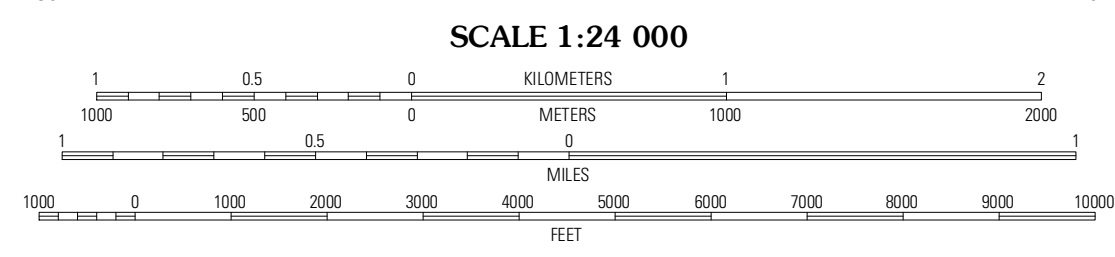 SCALE 1:24 000
1 0.5 0 KILOMETERS 1 2
1000 500 0 METERS 1000 2000
1 0.5 0 1
MILES
1000 0 1000 2000 3000 4000 5000 6000 7000 8000 9000 10000
FEET